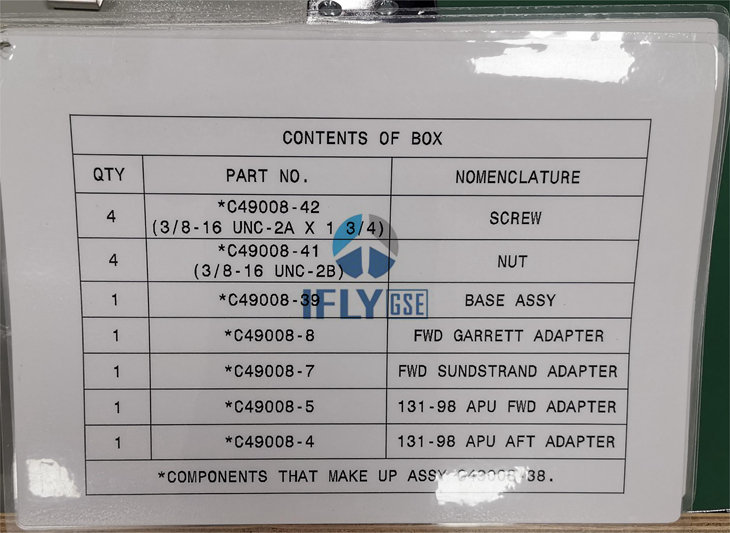 CONTENTS OF BOX
QTY PART NO. NOMENCLATURE
4 *C49008-42 (3/8-16 UNC-2A X 1 3/4) SCREW
4 *C49008-41 (3/8-16 UNC-2B) NUT
1 *C49008-39 BASE ASSY
1 *C49008-8 FWD GARRETT ADAPTER
1 *C49008-7 FWD SUNDSTRAND ADAPTER
1 *C49008-5 131-98 APU FWD ADAPTER
1 *C49008-4 131-98 APU AFT ADAPTER
*COMPONENTS THAT MAKE UP ASSY C49008-38.
IFLY GSE